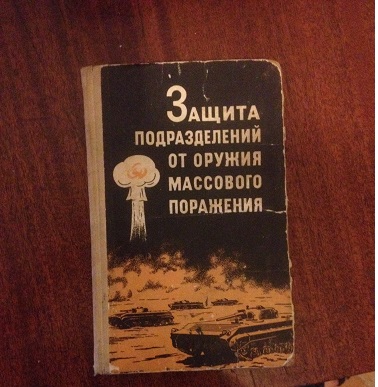 ЗАЩИТА
ПОДРАЗДЕЛЕНИЙ
ОТ ОРУЖИЯ
МАССОВОГО
ПОРАЖЕНИЯ